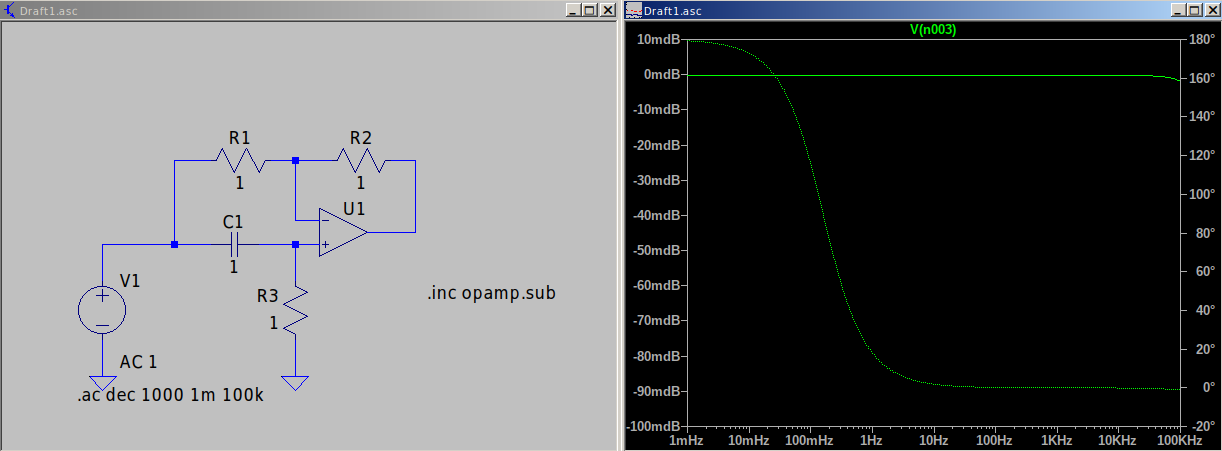 Draft1.asc
R1
R2
1
1
U1
C1
1
V1
R3
1
.inc opamp.sub
AC 1
.ac dec 1000 1m 100k
Draft1.asc
V(n003)
10mdB
0mdB
-10mdB
-20mdB
-30mdB
-40mdB
-50mdB
-60mdB
-70mdB
-80mdB
-90mdB
-100mdB
180°
160°
140°
120°
100°
80°
60°
40°
20°
0°
-20°
1mHz
10mHz
100mHz
1Hz
10Hz
100Hz
1KHz
10KHz
100KHz